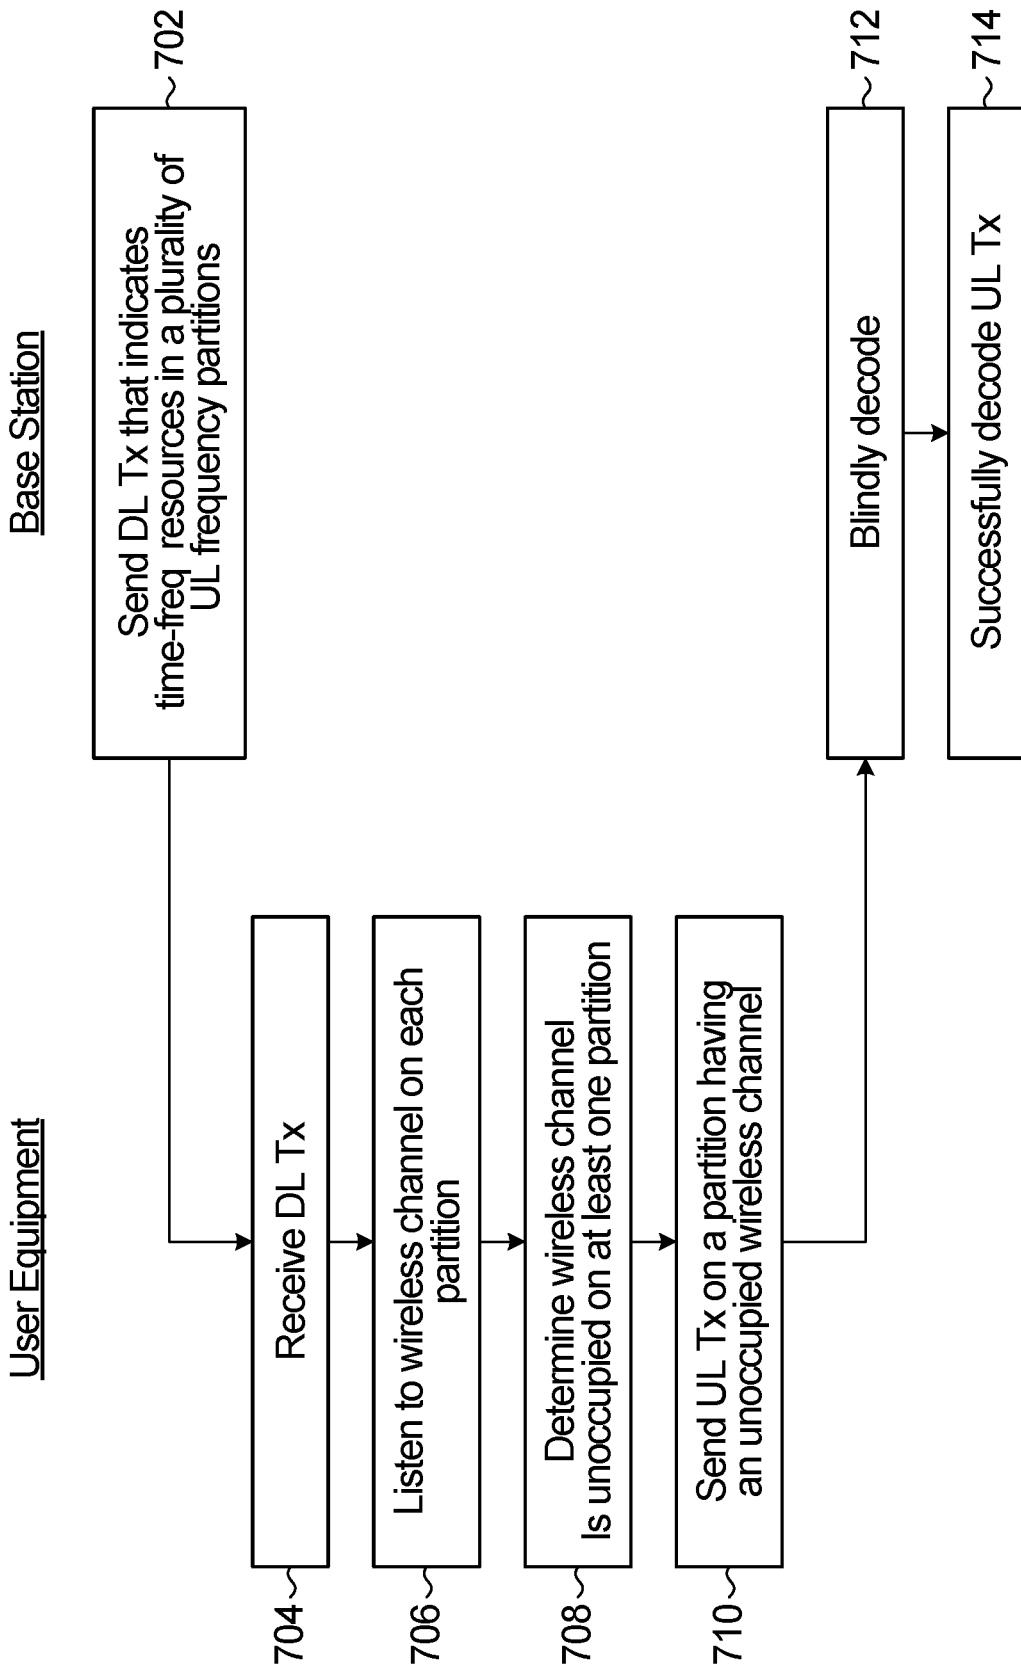 User Equipment
Base Station
Send DL Tx that indicates
time-freq resources in a plurality of
UL frequency partitions
702
704
Receive DL Tx
706
Listen to wireless channel on each
partition
708
Determine wireless channel
Is unoccupied on at least one partition
710
Send UL Tx on a partition having
an unoccupied wireless channel
Blindly decode
712
Successfully decode UL Tx
714